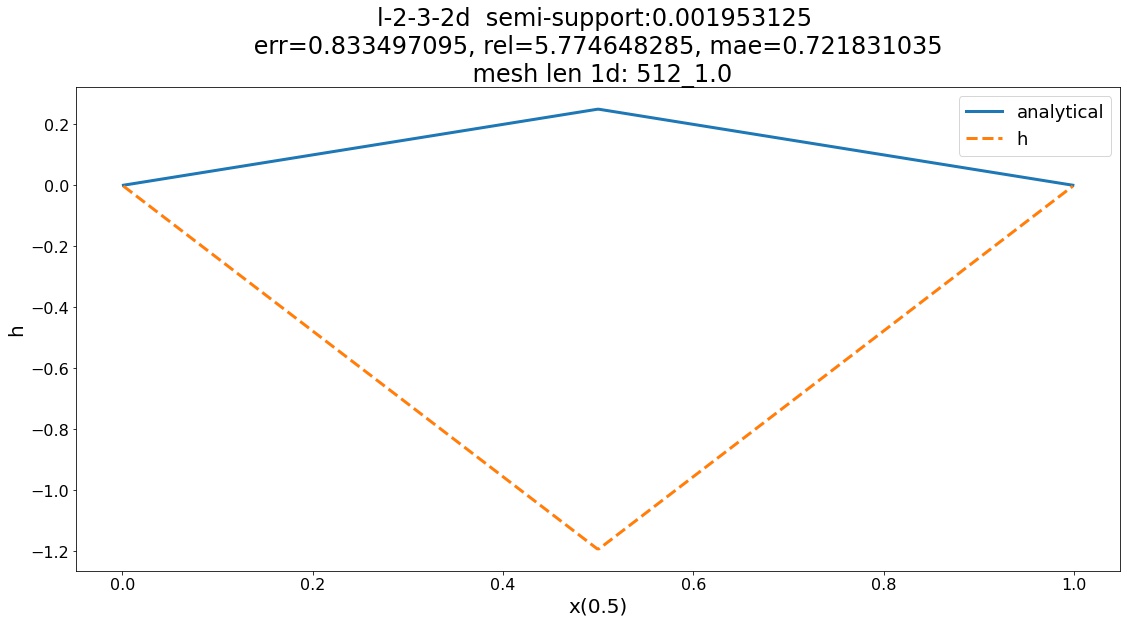 l-2-3-2d  semi-support:0.001953125
err=0.833497095, rel=5.774648285, mae=0.721831035
mesh len 1d: 512_1.0
analytical
h
0.2
0.0
−0.2
−0.4
−0.6
−0.8
−1.0
−1.2
h
0.0
0.2
0.4
0.6
0.8
1.0
x(0.5)